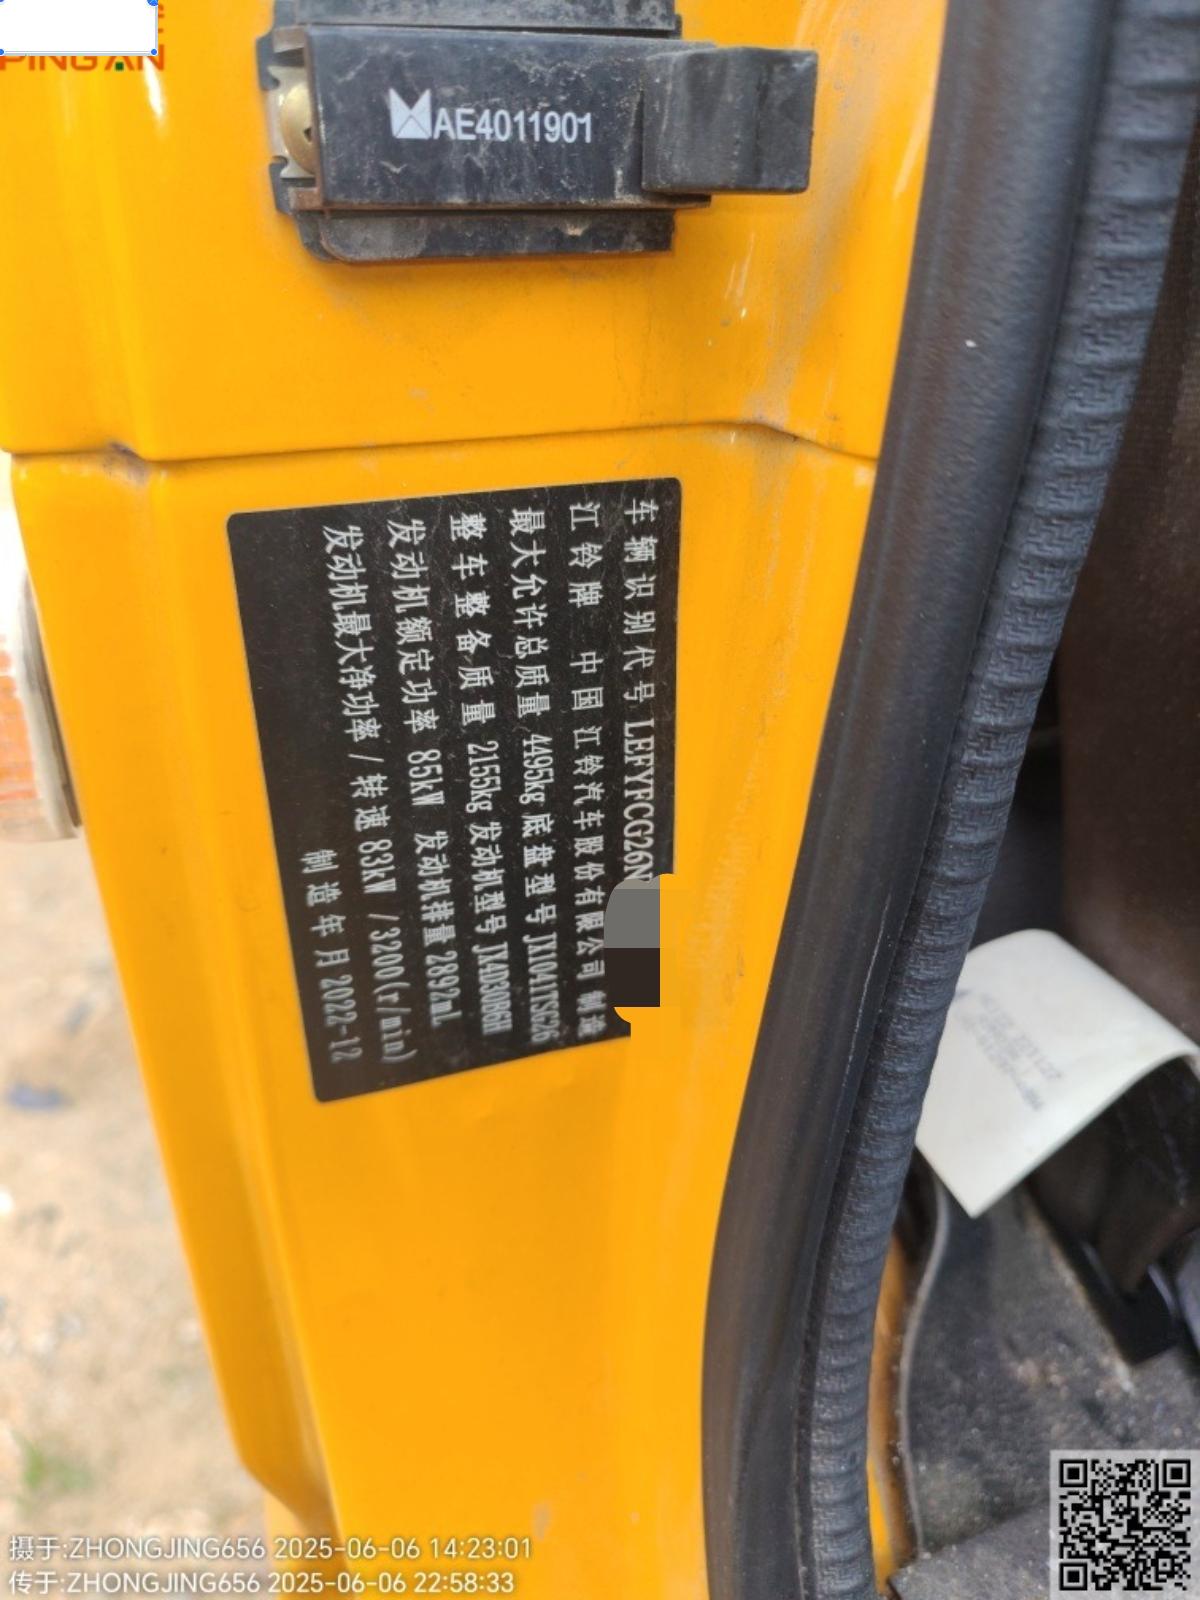 PING AN
AE4011901
车辆识别代号 LEFYFCG26N
江铃牌 中国江铃汽车股份有限公司制造
最大允许总质量 4495kg 底盘型号 JX1041TSG26
整车整备质量 2155kg 发动机型号 JX4D30B6H
发动机额定功率 85kW 发动机排量 2892mL
发动机最大净功率/转速 83kW /3200(r/min)
制造年月 2022-12
摄于:ZHONGJING656 2025-06-06 14:23:01
传于:ZHONGJING656 2025-06-06 22:58:33